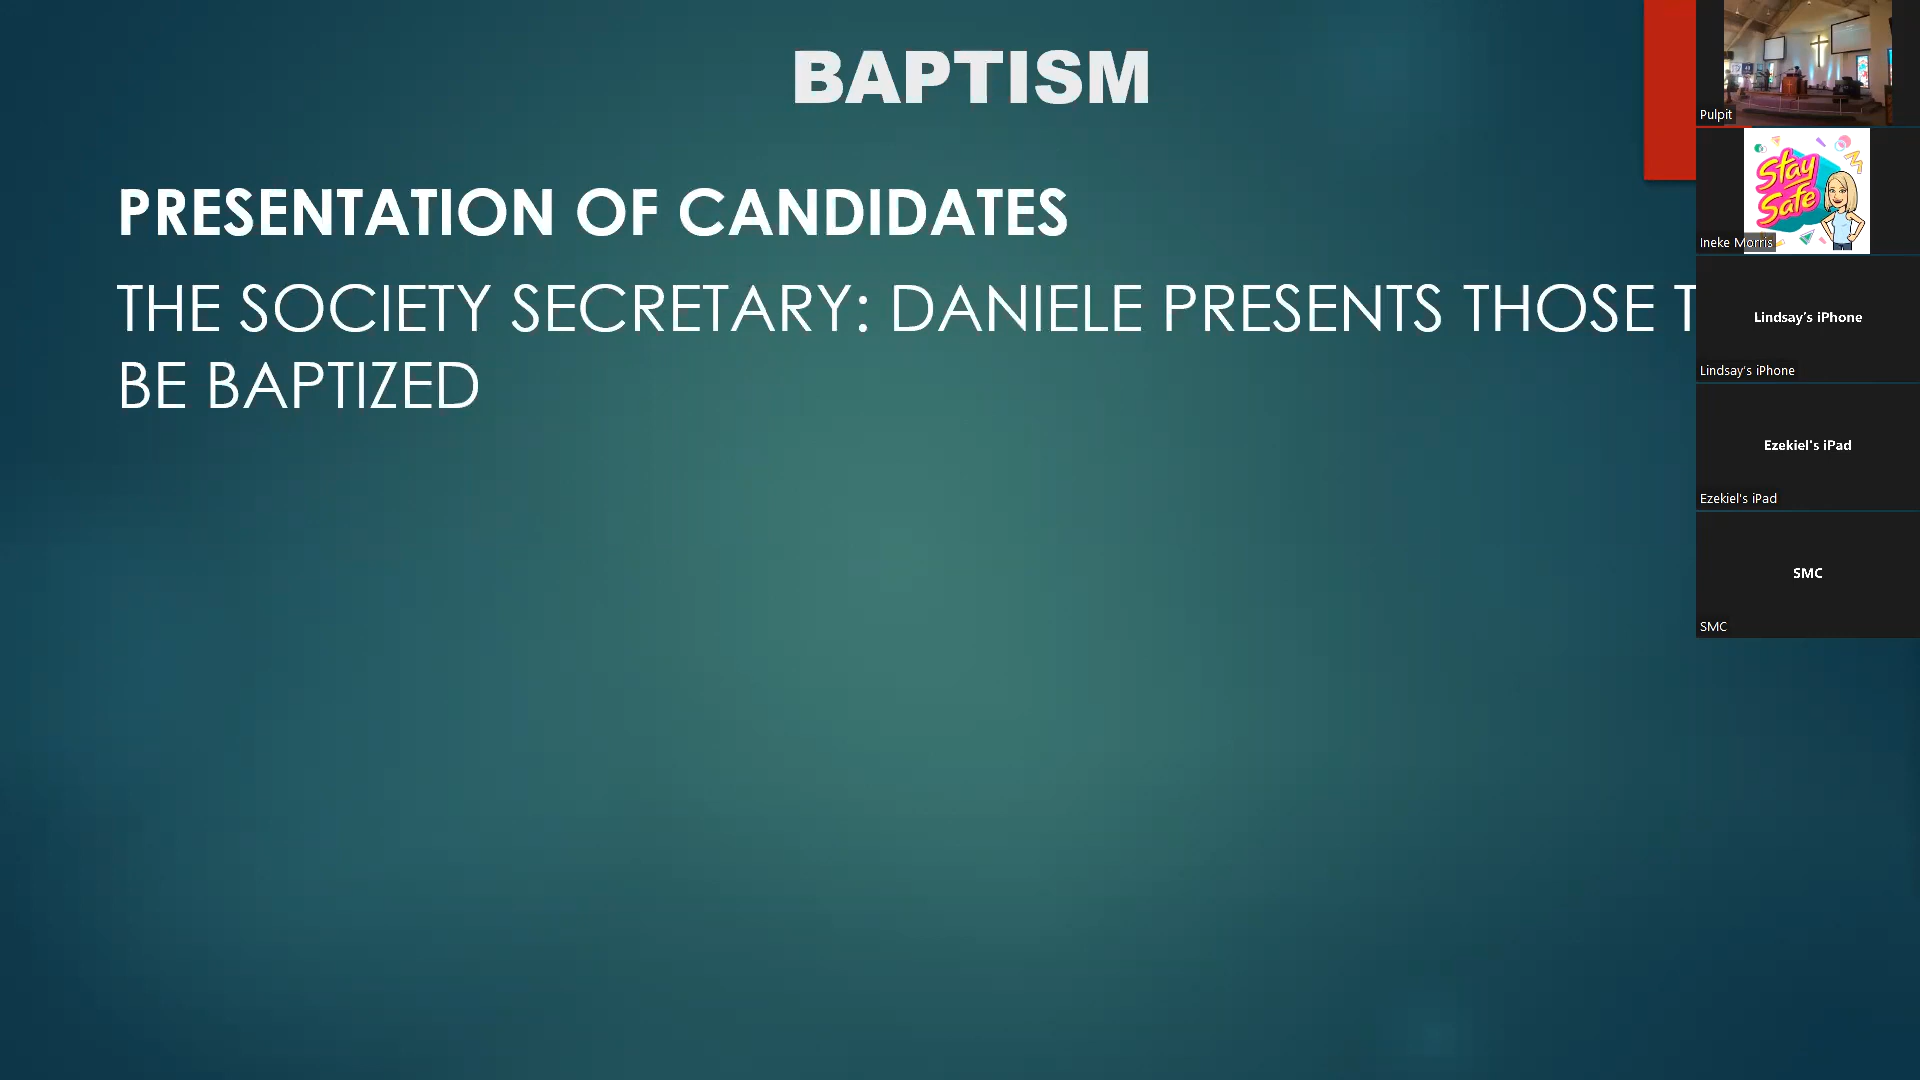 BAPTISM
PRESENTATION OF CANDIDATES
THE SOCIETY SECRETARY: DANIELE PRESENTS THOSE T
BE BAPTIZED
Pulpit
Stay
Safe
Ineke Morris
Lindsay's iPhone
Lindsay's iPhone
Ezekiel's iPad
Ezekiel's iPad
SMC
SMC